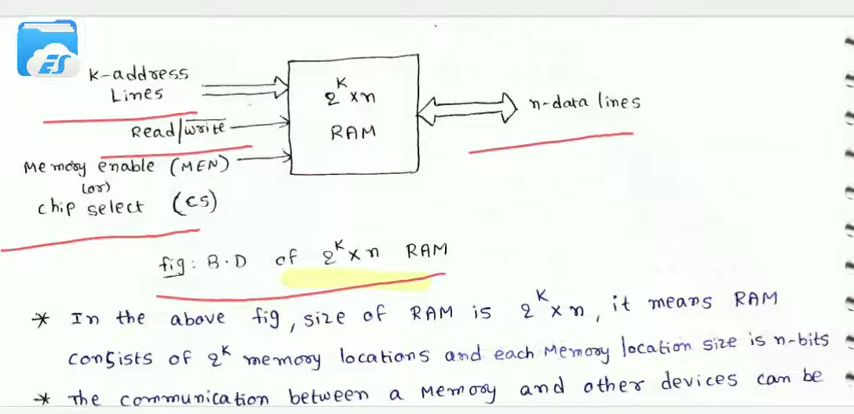 ES
k-address
Lines
2^k×n
RAM
n-data lines
Read/w̅r̅i̅t̅e̅
Memory enable (MEN)
(or)
chip select (CS)
fig: B.D of 2^k×n RAM
* In the above fig, size of RAM is 2^k×n, it means RAM
consists of 2^k memory locations and each Memory location size is n-bits
* The communication between a Memory and other devices can be